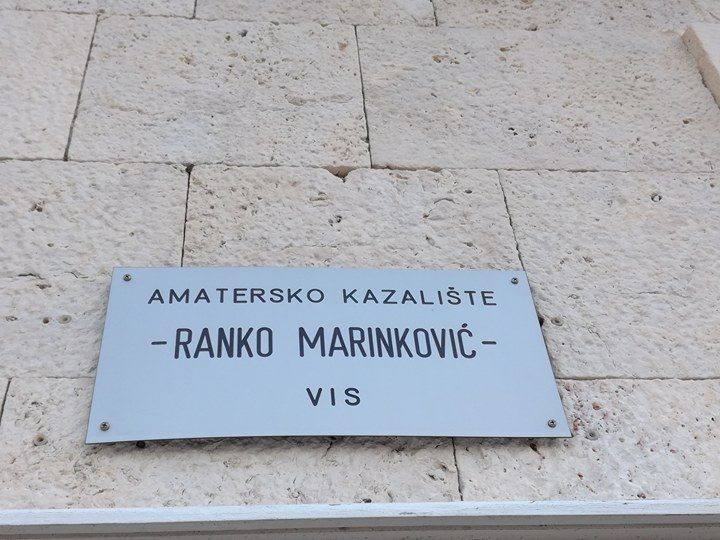 AMATERSKO KAZALIŠTE
-RANKO MARINKOVIĆ-
VIS